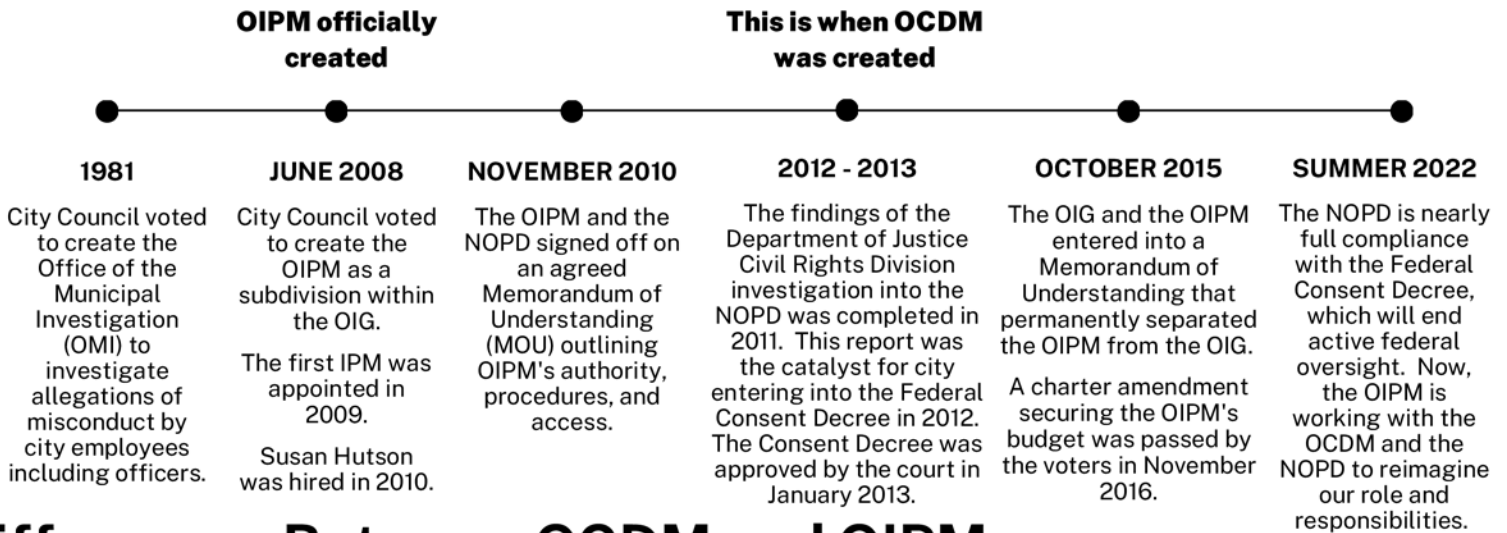 OIPM officially
created
This is when OCDM
was created
1981
City Council voted
to create the
Office of the
Municipal
Investigation
(OMI) to
investigate
allegations of
misconduct by
city employees
including officers.
JUNE 2008
City Council voted
to create the
OIPM as a
subdivision within
the OIG.
The first IPM was
appointed in
2009.
Susan Hutson
was hired in 2010.
NOVEMBER 2010
The OIPM and the
NOPD signed off on
an agreed
Memorandum of
Understanding
(MOU) outlining
OIPM's authority,
procedures, and
access.
2012 - 2013
The findings of the
Department of Justice
Civil Rights Division
investigation into the
NOPD was completed in
2011.  This report was
the catalyst for city
entering into the Federal
Consent Decree in 2012.
The Consent Decree was
approved by the court in
January 2013.
OCTOBER 2015
The OIG and the OIPM
entered into a
Memorandum of
Understanding that
permanently separated
the OIPM from the OIG.
A charter amendment
securing the OIPM's
budget was passed by
the voters in November
2016.
SUMMER 2022
The NOPD is nearly
full compliance
with the Federal
Consent Decree,
which will end
active federal
oversight.  Now,
the OIPM is
working with the
OCDM and the
NOPD to reimagine
our role and
responsibilities.
OCDM
OIPM